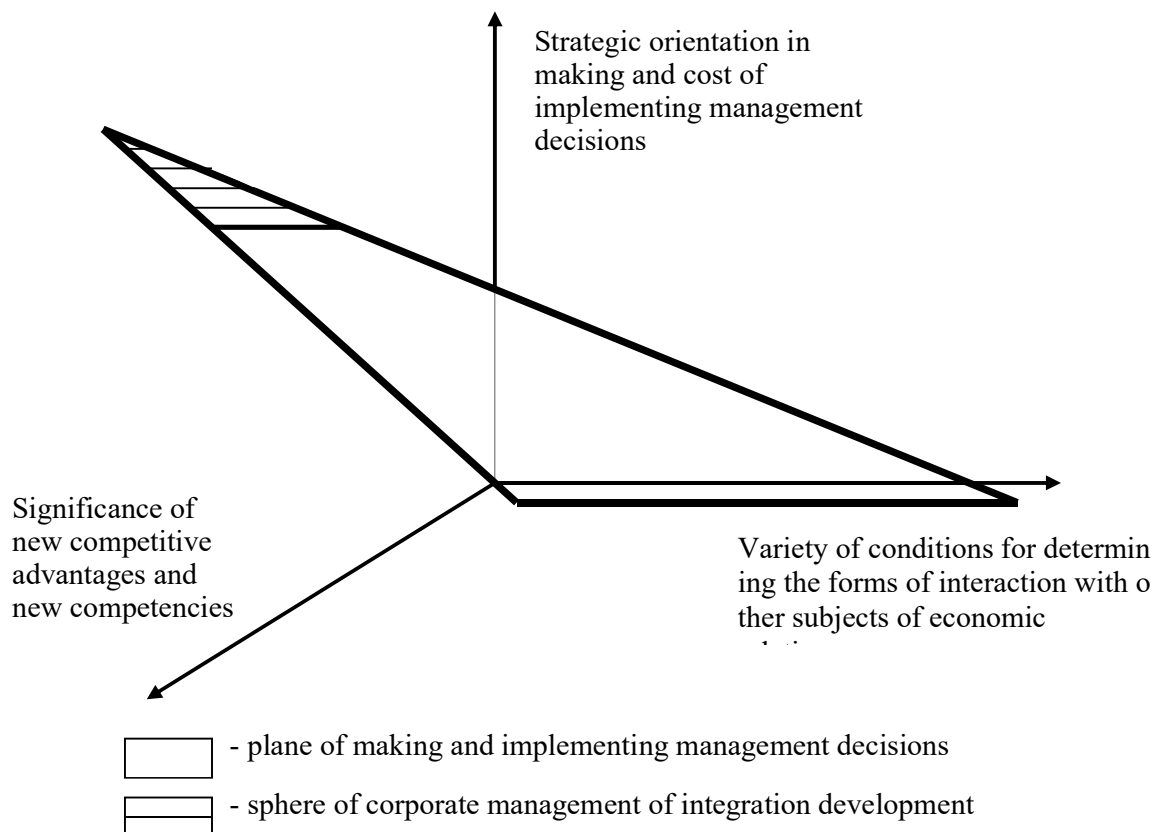 Strategic orientation in
making and cost of
implementing management
decisions
Significance of
new competitive
advantages and
new competencies
Variety of conditions for determin
ing the forms of interaction with o
ther subjects of economic
- plane of making and implementing management decisions
- sphere of corporate management of integration development